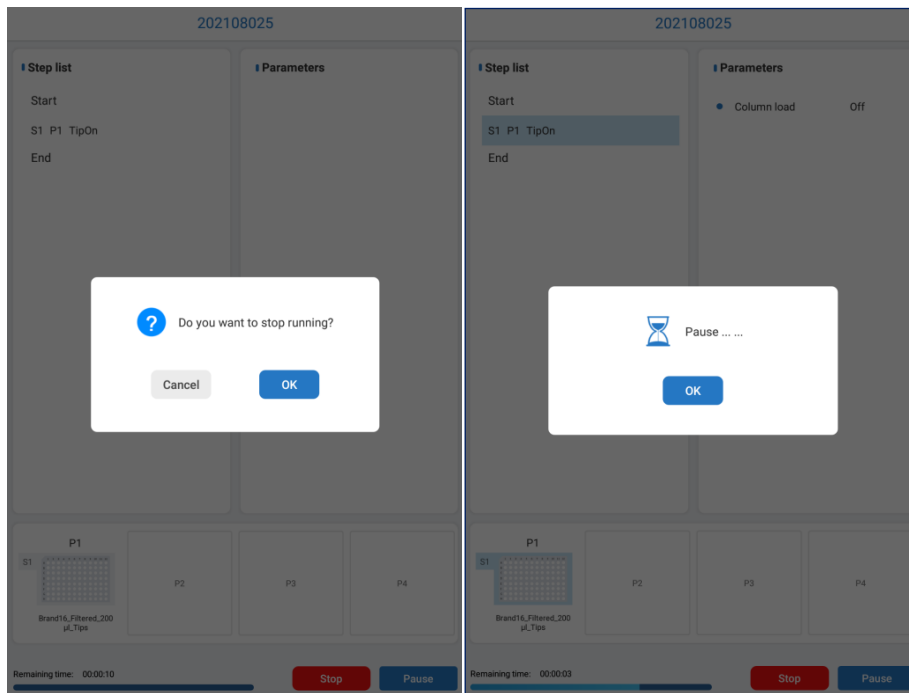 202108025
Step list
Parameters
Start
S1 P1 TipOn
End
Do you want to stop running?
Cancel
OK
P1
S1
Brand16_Filtered_200
µl_Tips
P2
P3
P4
Remaining time: 00:00:10
Stop
Pause
202108025
Step list
Parameters
Start
Column load Off
S1 P1 TipOn
End
Pause ... ...
OK
P1
S1
Brand16_Filtered_200
µl_Tips
P2
P3
P4
Remaining time: 00:00:03
Stop
Pause